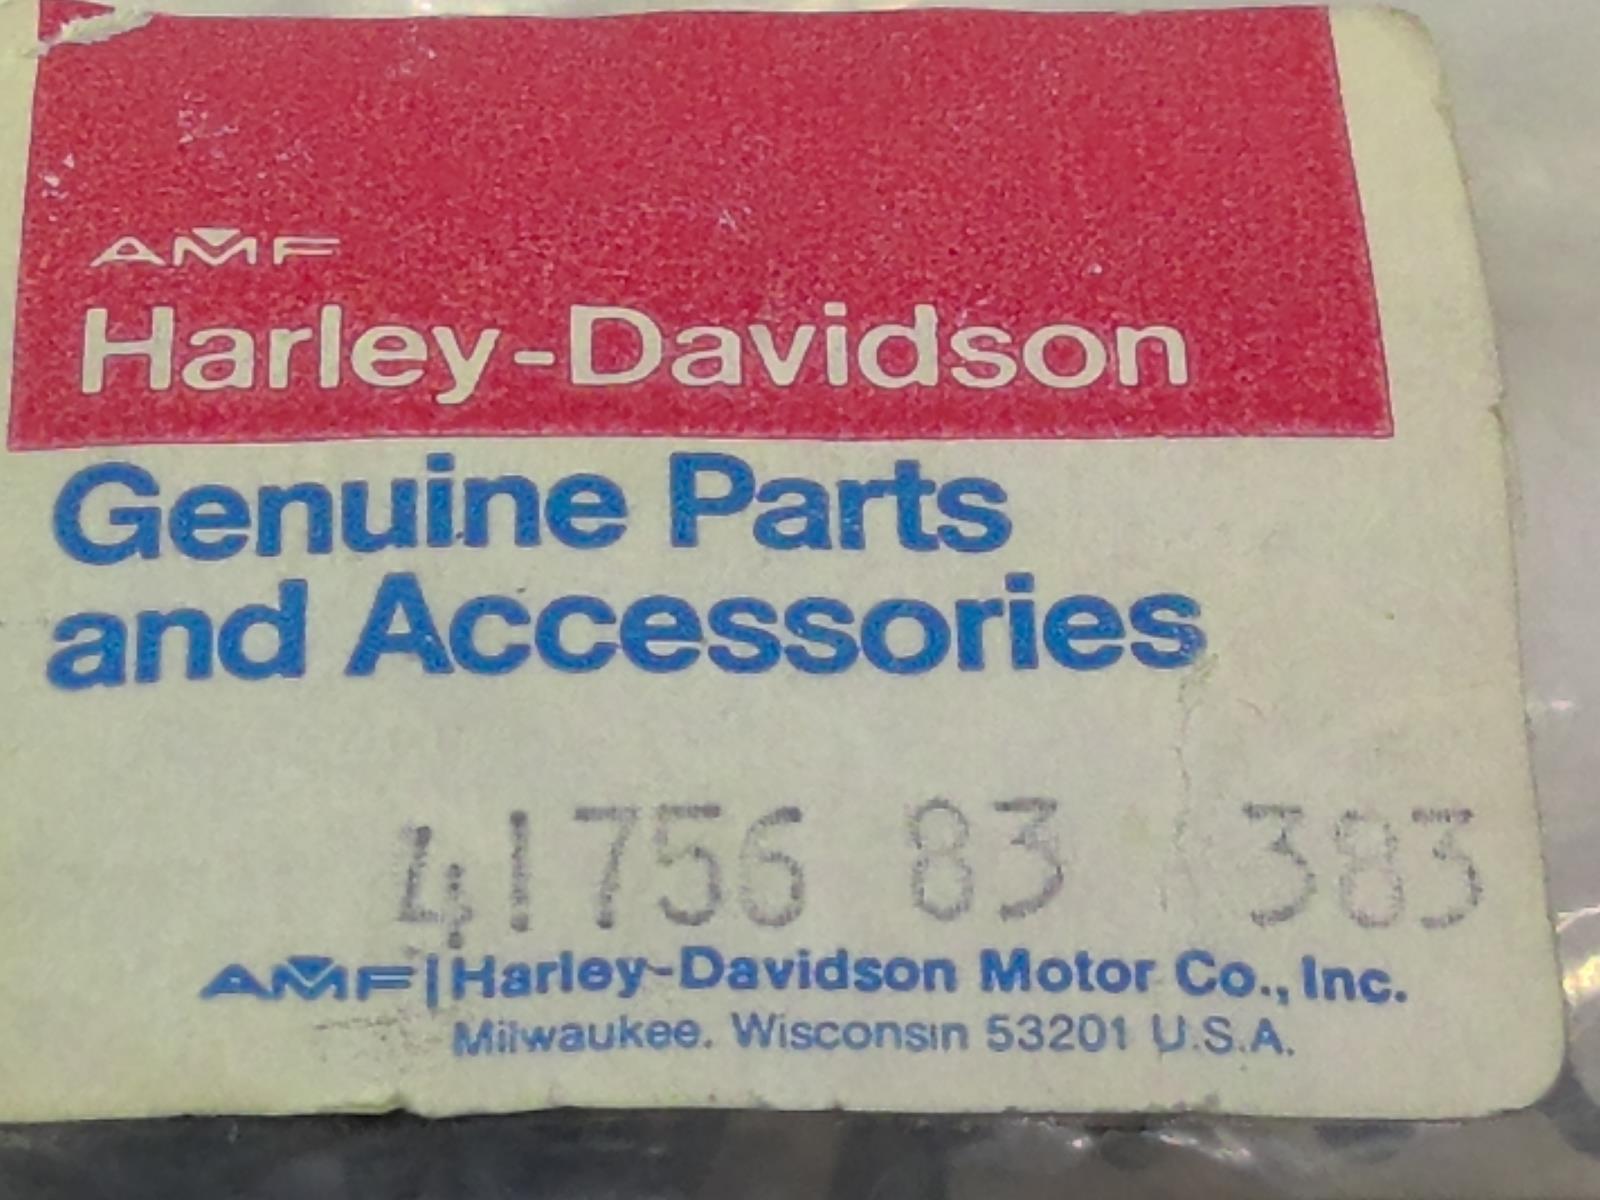 AMF
Harley-Davidson
Genuine Parts
and Accessories
41756 83 383
AMF | Harley-Davidson Motor Co., Inc.
Milwaukee. Wisconsin 53201 U.S.A.